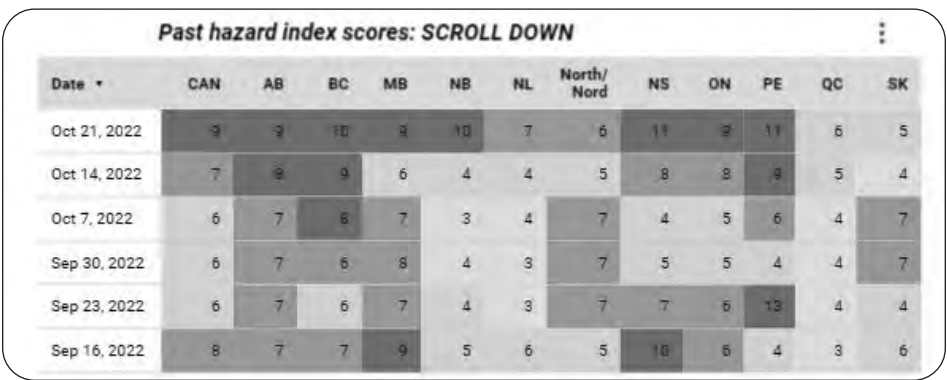 Past hazard index scores: SCROLL DOWN
Date CAN AB BC MB NB NL North/ Nord NS ON PE QC SK
Oct 21, 2022 9 9 10 9 10 7 6 11 9 11 6 5
Oct 14, 2022 7 9 6 4 4 5 8 8 9 5 4
Oct 7, 2022 6 7 8 7 3 4 7 4 5 6 4 7
Sep 30, 2022 6 7 6 8 4 3 7 5 5 4 4 7
Sep 23, 2022 6 7 6 7 4 3 7 7 6 13 4 4
Sep 16, 2022 8 7 7 9 5 6 5 10 6 4 3 6